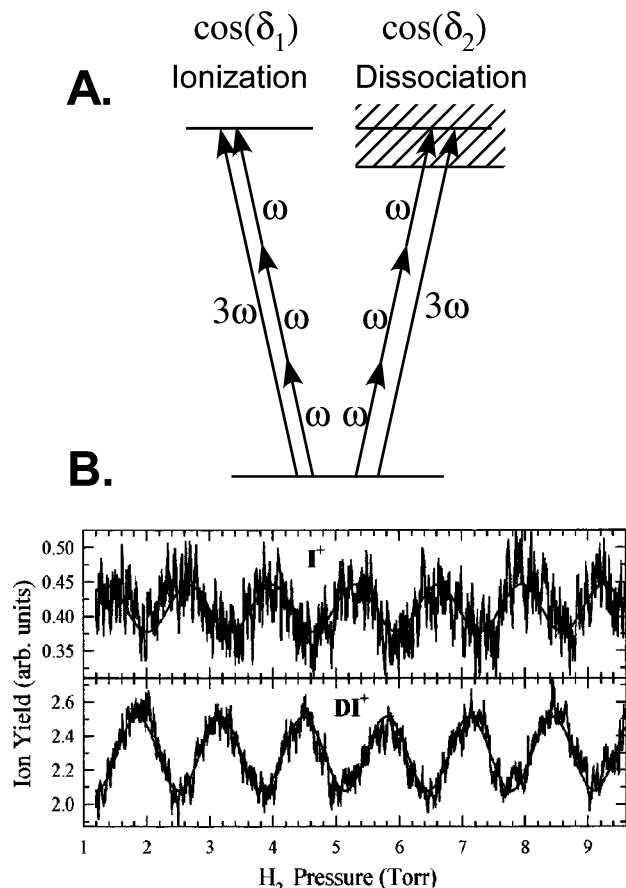 cos(δ₁) cos(δ₂)
Ionization Dissociation
A.
ω ω
3ω ω ω 3ω
ω ω
B.
I⁺
0.50
0.45
0.40
0.35
DI⁺
2.6
2.4
2.2
2.0
Ion Yield (arb. units)
1 2 3 4 5 6 7 8 9
H₂ Pressure (Torr)